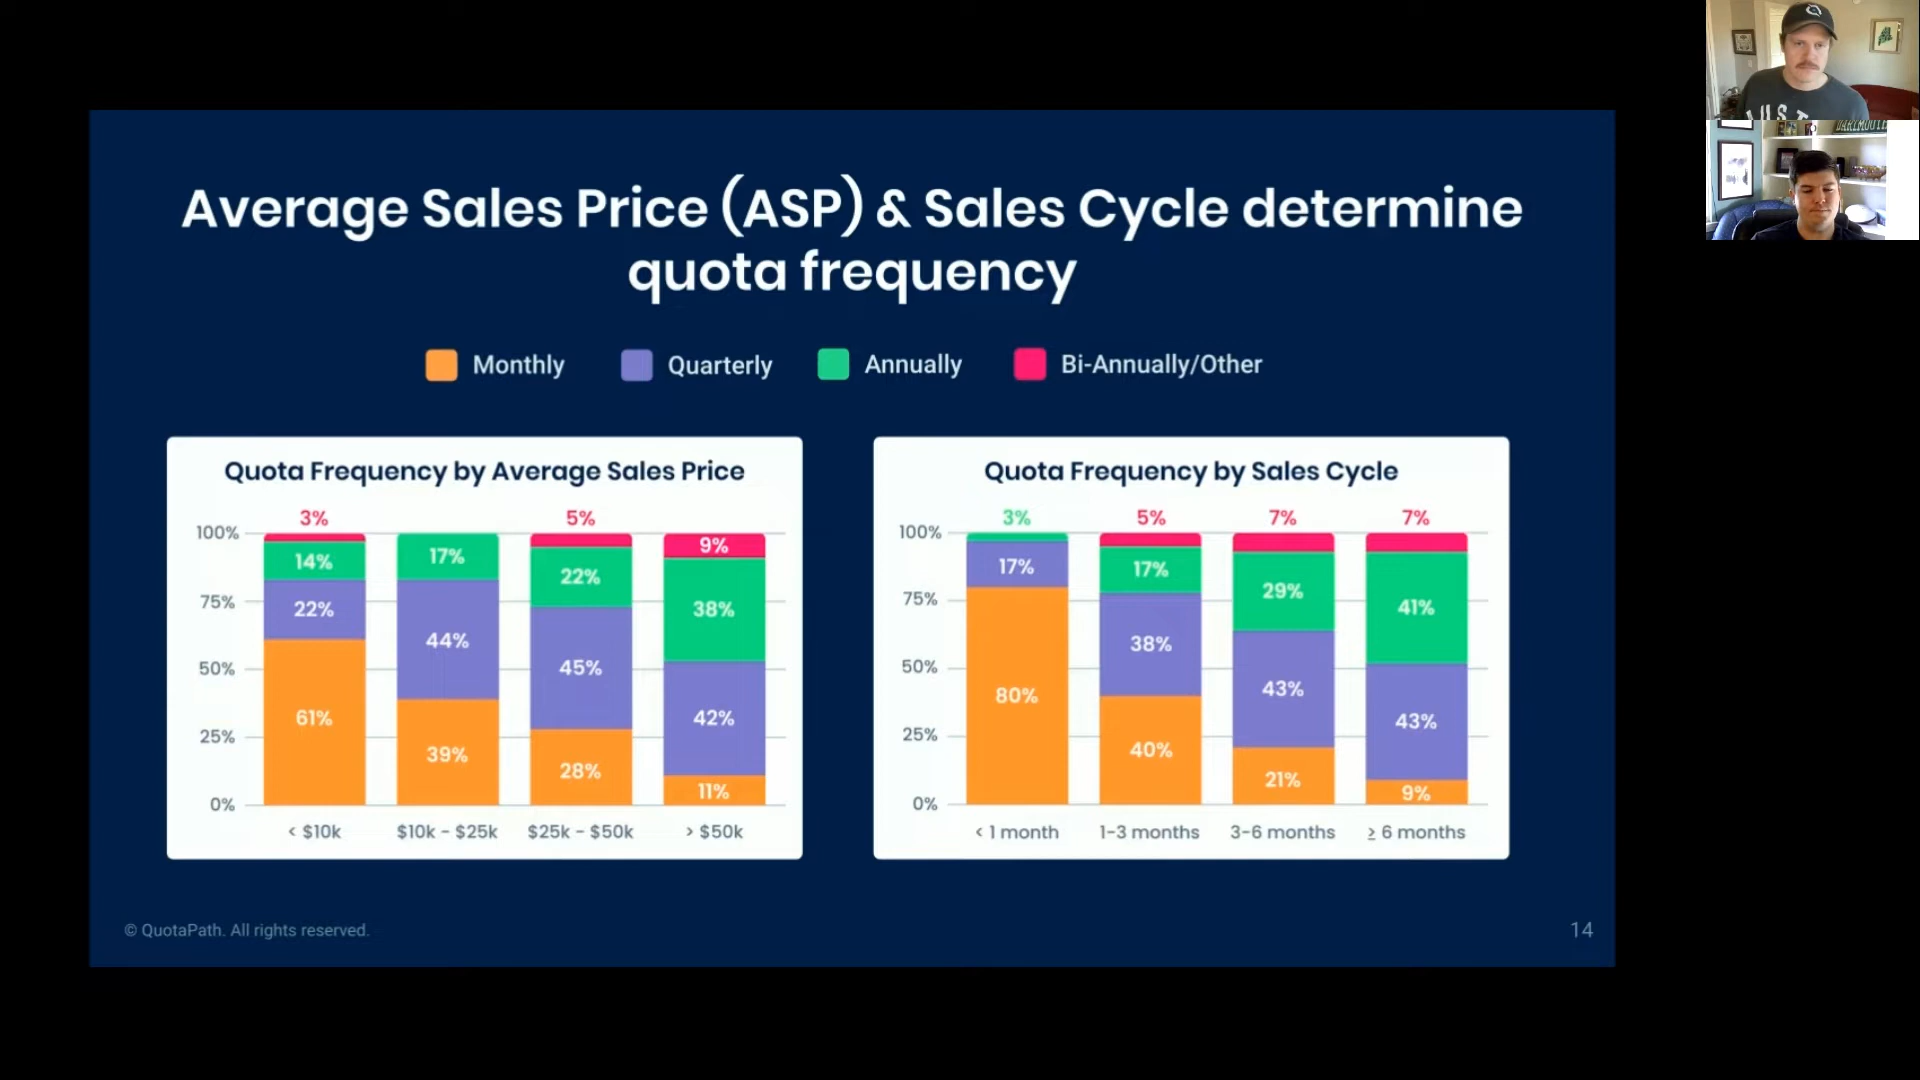 Average Sales Price (ASP) & Sales Cycle determine
quota frequency
Monthly
Quarterly
Annually
Bi-Annually/Other
Quota Frequency by Average Sales Price
3%
5%
100%
9%
14%
17%
22%
75%
22%
44%
38%
50%
45%
61%
42%
25%
39%
28%
11%
0%
< $10k
$10k - $25k
$25k - $50k
> $50k
Quota Frequency by Sales Cycle
3%
5%
7%
7%
100%
17%
17%
29%
41%
75%
38%
50%
80%
43%
43%
25%
40%
21%
9%
0%
< 1 month
1-3 months
3-6 months
≥ 6 months
© QuotaPath. All rights reserved.
14
DARTMOUTH